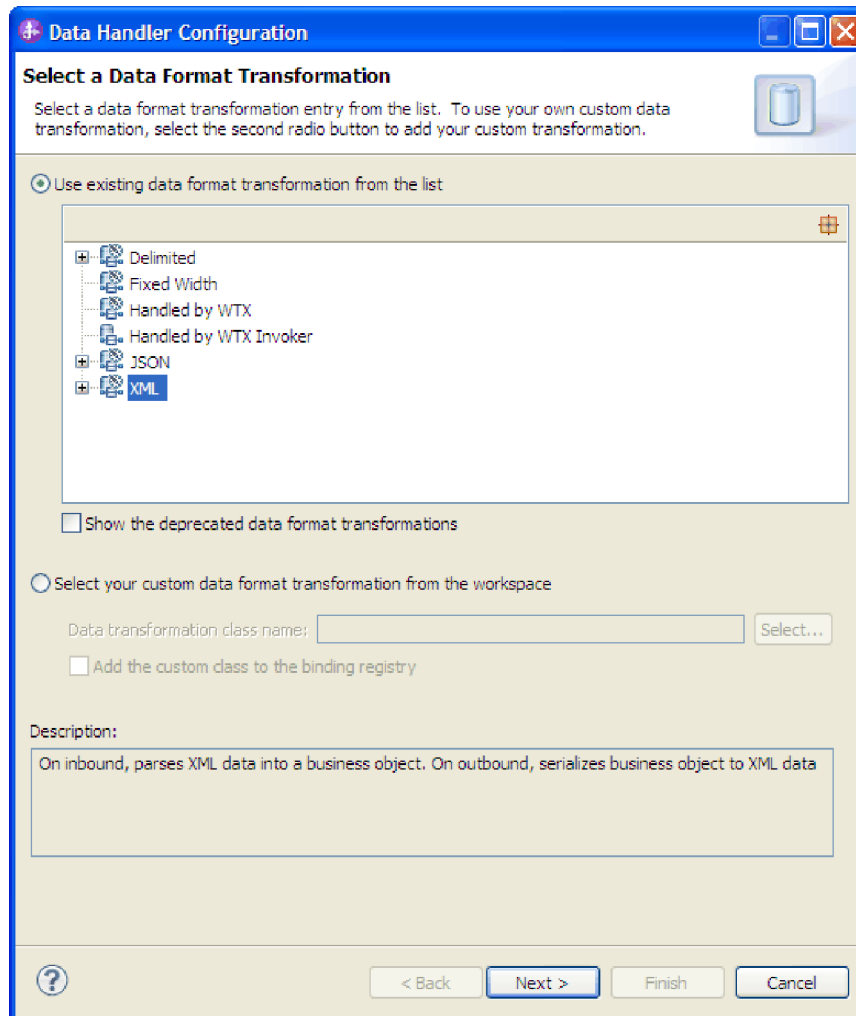 Data Handler Configuration
Select a Data Format Transformation
Select a data format transformation entry from the list. To use your own custom data
transformation, select the second radio button to add your custom transformation.
Use existing data format transformation from the list
Delimited
Fixed Width
Handled by WTX
Handled by WTX Invoker
JSON
XML
Show the deprecated data format transformations
Select your custom data format transformation from the workspace
Data transformation class name: Select...
Add the custom class to the binding registry
Description:
On inbound, parses XML data into a business object. On outbound, serializes business object to XML data
? < Back Next > Finish Cancel